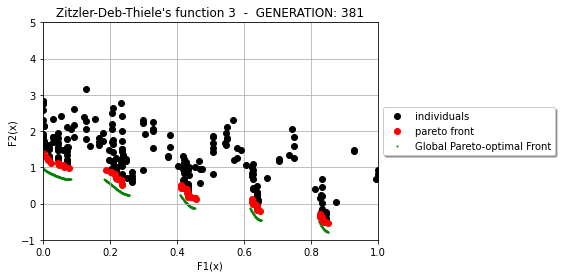 Zitzler-Deb-Thiele's function 3 - GENERATION: 381
5
4
3
2
1
0
-1
F2(x)
0.0 0.2 0.4 0.6 0.8 1.0
F1(x)
individuals
pareto front
Global Pareto-optimal Front